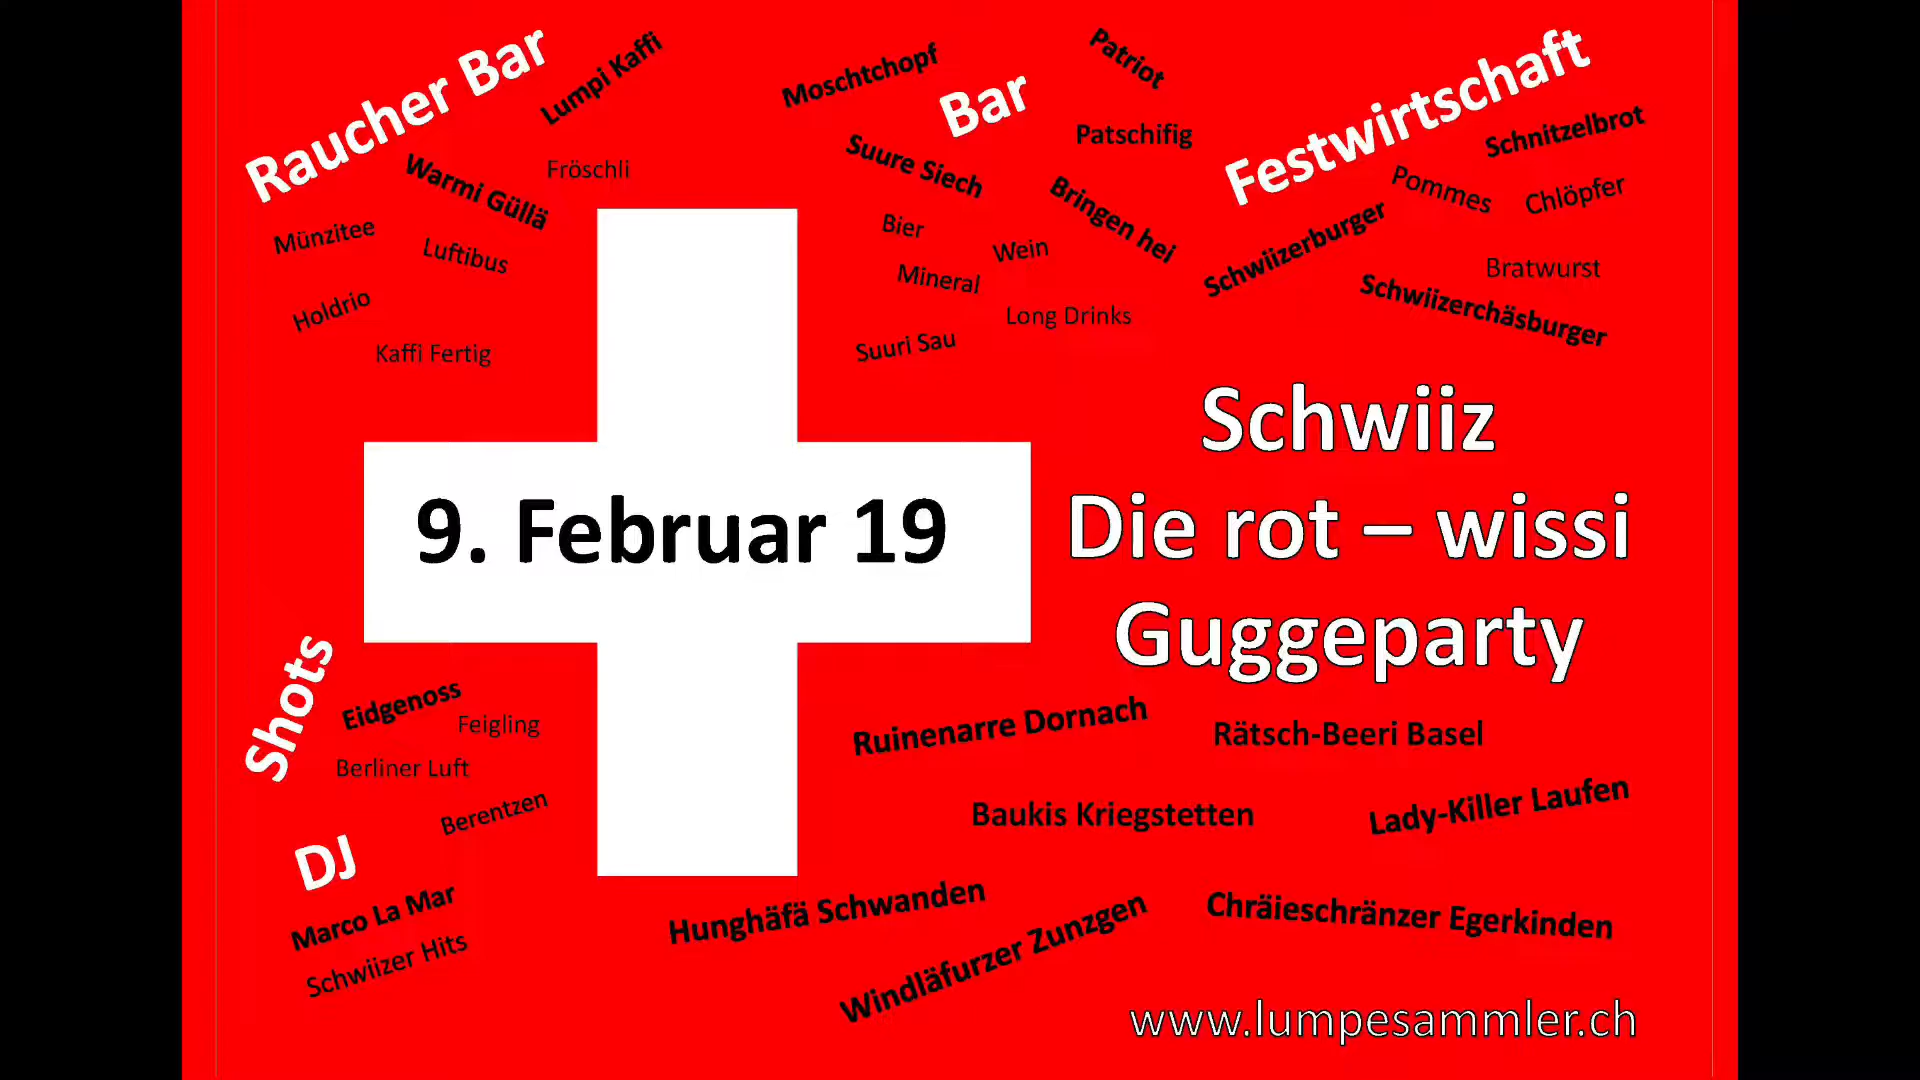 Raucher Bar
Lumpi Kaffi
Warmi Güllä
Fröschli
Münzitee
Luftibus
Holdrio
Kaffi Fertig
Moschtchopf
Bar
Patriot
Patschifig
Suure Siech
Bringen hei
Bier
Wein
Mineral
Long Drinks
Suuri Sau
Festwirtschaft
Schnitzelbrot
Pommes
Chlöpfer
Schwiizerburger
Bratwurst
Schwiizerchäsburger
Schwiiz
Die rot – wissi
Guggeparty
9. Februar 19
Shots
Eidgenoss
Feigling
Berliner Luft
Berentzen
DJ
Marco La Mar
Schwiizer Hits
Ruinenarre Dornach
Rätsch-Beeri Basel
Baukis Kriegstetten
Lady-Killer Laufen
Hunghäfä Schwanden
Windläfurzer Zunzgen
Chräieschränzer Egerkinden
www.lumpesammler.ch